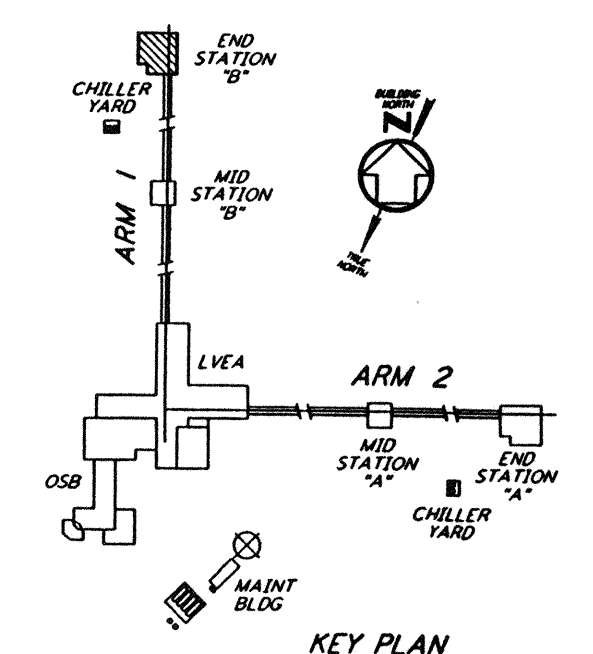 END
STATION
"B"
CHILLER
YARD
BUILDING
NORTH
N
MID
STATION
"B"
ARM 1
TRUE
NORTH
LVEA
ARM 2
MID
STATION
"A"
END
STATION
"A"
OSB
CHILLER
YARD
MAINT
BLDG
KEY PLAN